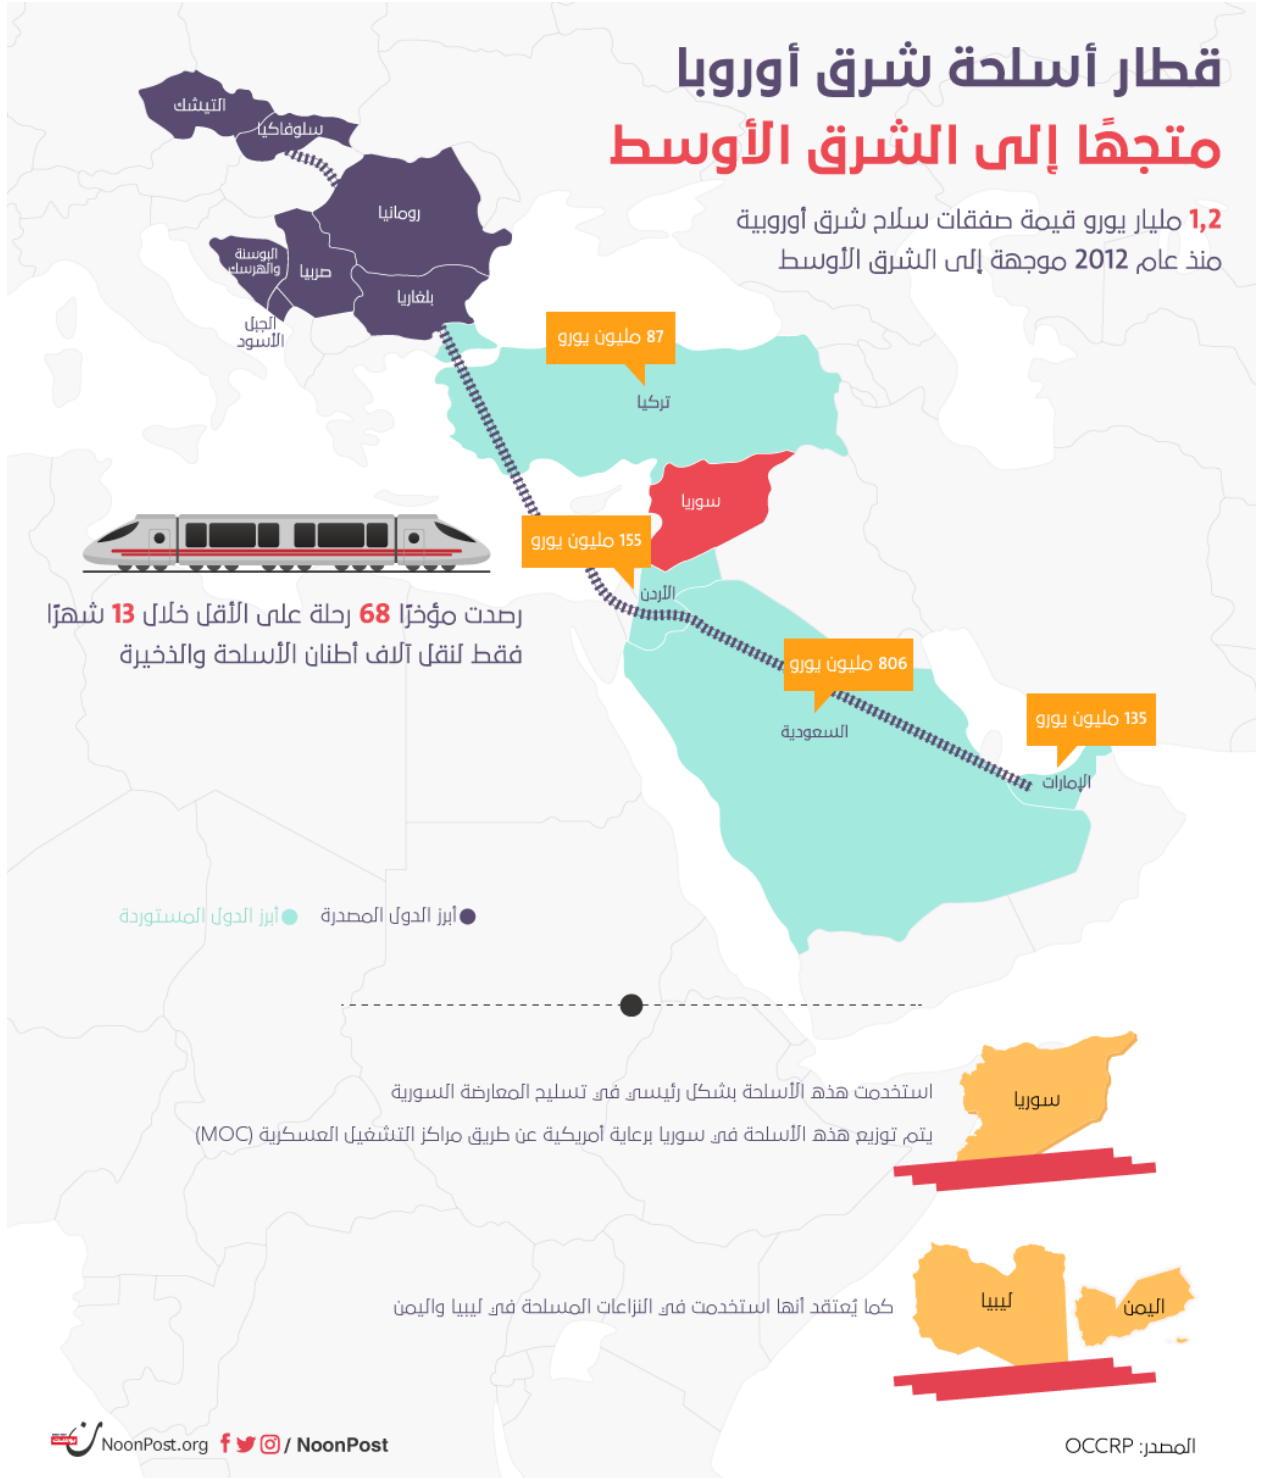 قطار أسلحة شرق أوروبا
متجهًا إلى الشرق الأوسط
1,2 مليار يورو قيمة صفقات سلاح شرق أوروبية
منذ عام 2012 موجهة إلى الشرق الأوسط
التيشك
سلوفاكيا
رومانيا
البوسنة
والهرسك
صربيا
بلغاريا
الجبل
الأسود
87 مليون يورو
تركيا
سوريا
155 مليون يورو
الأردن
806 مليون يورو
السعودية
135 مليون يورو
الإمارات
رصدت مؤخرًا 68 رحلة على الأقل خلال 13 شهرًا
فقط لنقل آلاف أطنان الأسلحة والذخيرة
أبرز الدول المصدرة
أبرز الدول المستوردة
سوريا
استخدمت هذه الأسلحة بشكل رئيسي في تسليح المعارضة السورية
يتم توزيع هذه الأسلحة في سوريا برعاية أمريكية عن طريق مراكز التشغيل العسكرية (MOC)
اليمن
ليبيا
كما يُعتقد أنها استخدمت في النزاعات المسلحة في ليبيا واليمن
المصدر: OCCRP
NoonPost.org
/ NoonPost